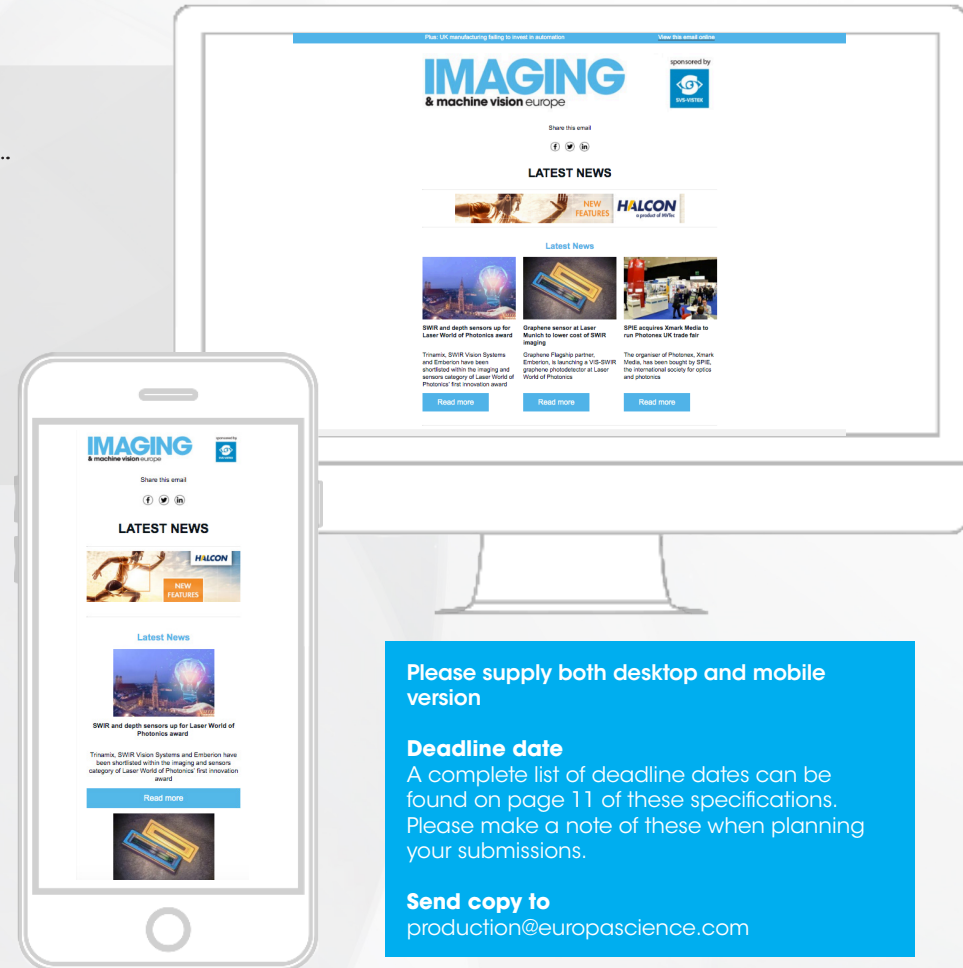 ..
Plus: UK manufacturing failing to invest in automation
View this email online
IMAGING
& machine vision europe
sponsored by
SVS-VISTEK
Share this email
LATEST NEWS
NEW
FEATURES
HALCON
a product of MVTec
Latest News
SWIR and depth sensors up for
Laser World of Photonics award
Trinamix, SWIR Vision Systems
and Emberion have been
shortlisted within the imaging and
sensors category of Laser World of
Photonics' first innovation award
Read more
Graphene sensor at Laser
Munich to lower cost of SWIR
imaging
Graphene Flagship partner,
Emberion, is launching a VIS-SWIR
graphene photodetector at Laser
World of Photonics
Read more
SPIE acquires Xmark Media to
run Photonex UK trade fair
The organiser of Photonex, Xmark
Media, has been bought by SPIE,
the international society for optics
and photonics
Read more
IMAGING
& machine vision europe
sponsored by
SVS-VISTEK
Share this email
LATEST NEWS
HALCON
NEW
FEATURES
Latest News
SWIR and depth sensors up for Laser World of
Photonics award
Trinamix, SWIR Vision Systems and Emberion have
been shortlisted within the imaging and sensors
category of Laser World of Photonics' first innovation
award
Read more
Please supply both desktop and mobile
version
Deadline date
A complete list of deadline dates can be
found on page 11 of these specifications.
Please make a note of these when planning
your submissions.
Send copy to
production@europascience.com